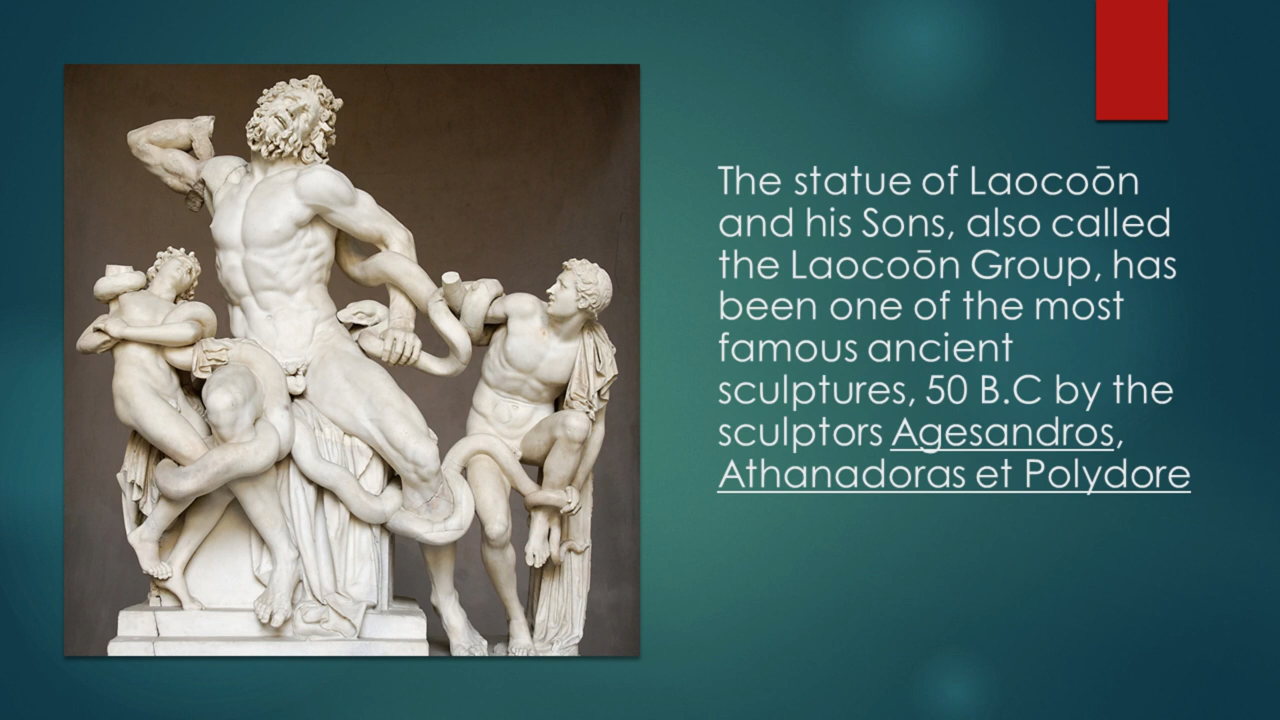 The statue of Laocoōn
and his Sons, also called
the Laocoōn Group, has
been one of the most
famous ancient
sculptures, 50 B.C by the
sculptors Agesandros,
Athanadoras et Polydore